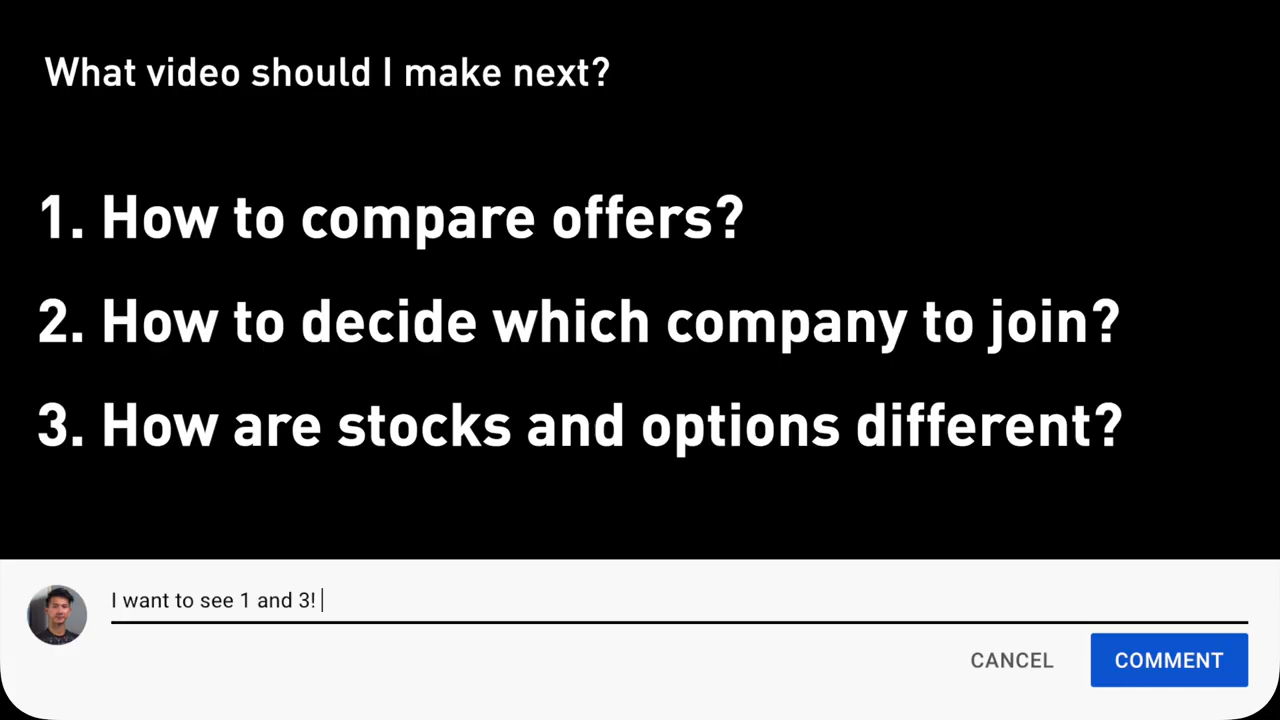 What video should I make next?
1. How to compare offers?
2. How to decide which company to join?
3. How are stocks and options different?
I want to see 1 and 3!
CANCEL
COMMENT